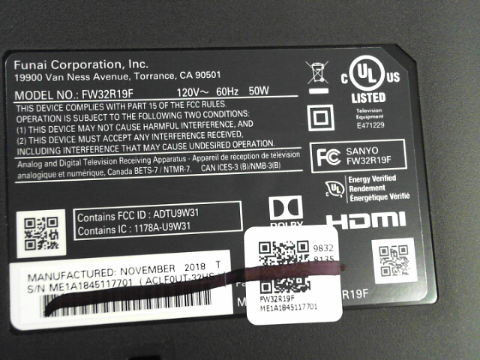 Funai Corporation, Inc.
19900 Van Ness Avenue, Torrance, CA 90501
MODEL NO.: FW32R19F 120V~ 60Hz 50W
THIS DEVICE COMPLIES WITH PART 15 OF THE FCC RULES.
OPERATION IS SUBJECT TO THE FOLLOWING TWO CONDITIONS:
(1) THIS DEVICE MAY NOT CAUSE HARMFUL INTERFERENCE, AND
(2) THIS DEVICE MUST ACCEPT ANY INTERFERENCE RECEIVED,
INCLUDING INTERFERENCE THAT MAY CAUSE UNDESIRED OPERATION.
Analog and Digital Television Receiving Apparatus - Appareil de réception de télévision
analogique et numérique, Canada BETS-7 / NTMR-7. CAN ICES-3 (B)/NMB-3(B)
C UL US
LISTED
Television
Equipment
E471229
FC SANYO
FW32R19F
UL Energy Verified
Rendement
Énergétique Vérifié
Contains FCC ID : ADTU9W31
Contains IC : 1178A-U9W31
DOLBY
HDMI
MANUFACTURED: NOVEMBER 2018 T
S/N ME1A1845117701
9832
8135
FW32R19F
ME1A1845117701
R19F